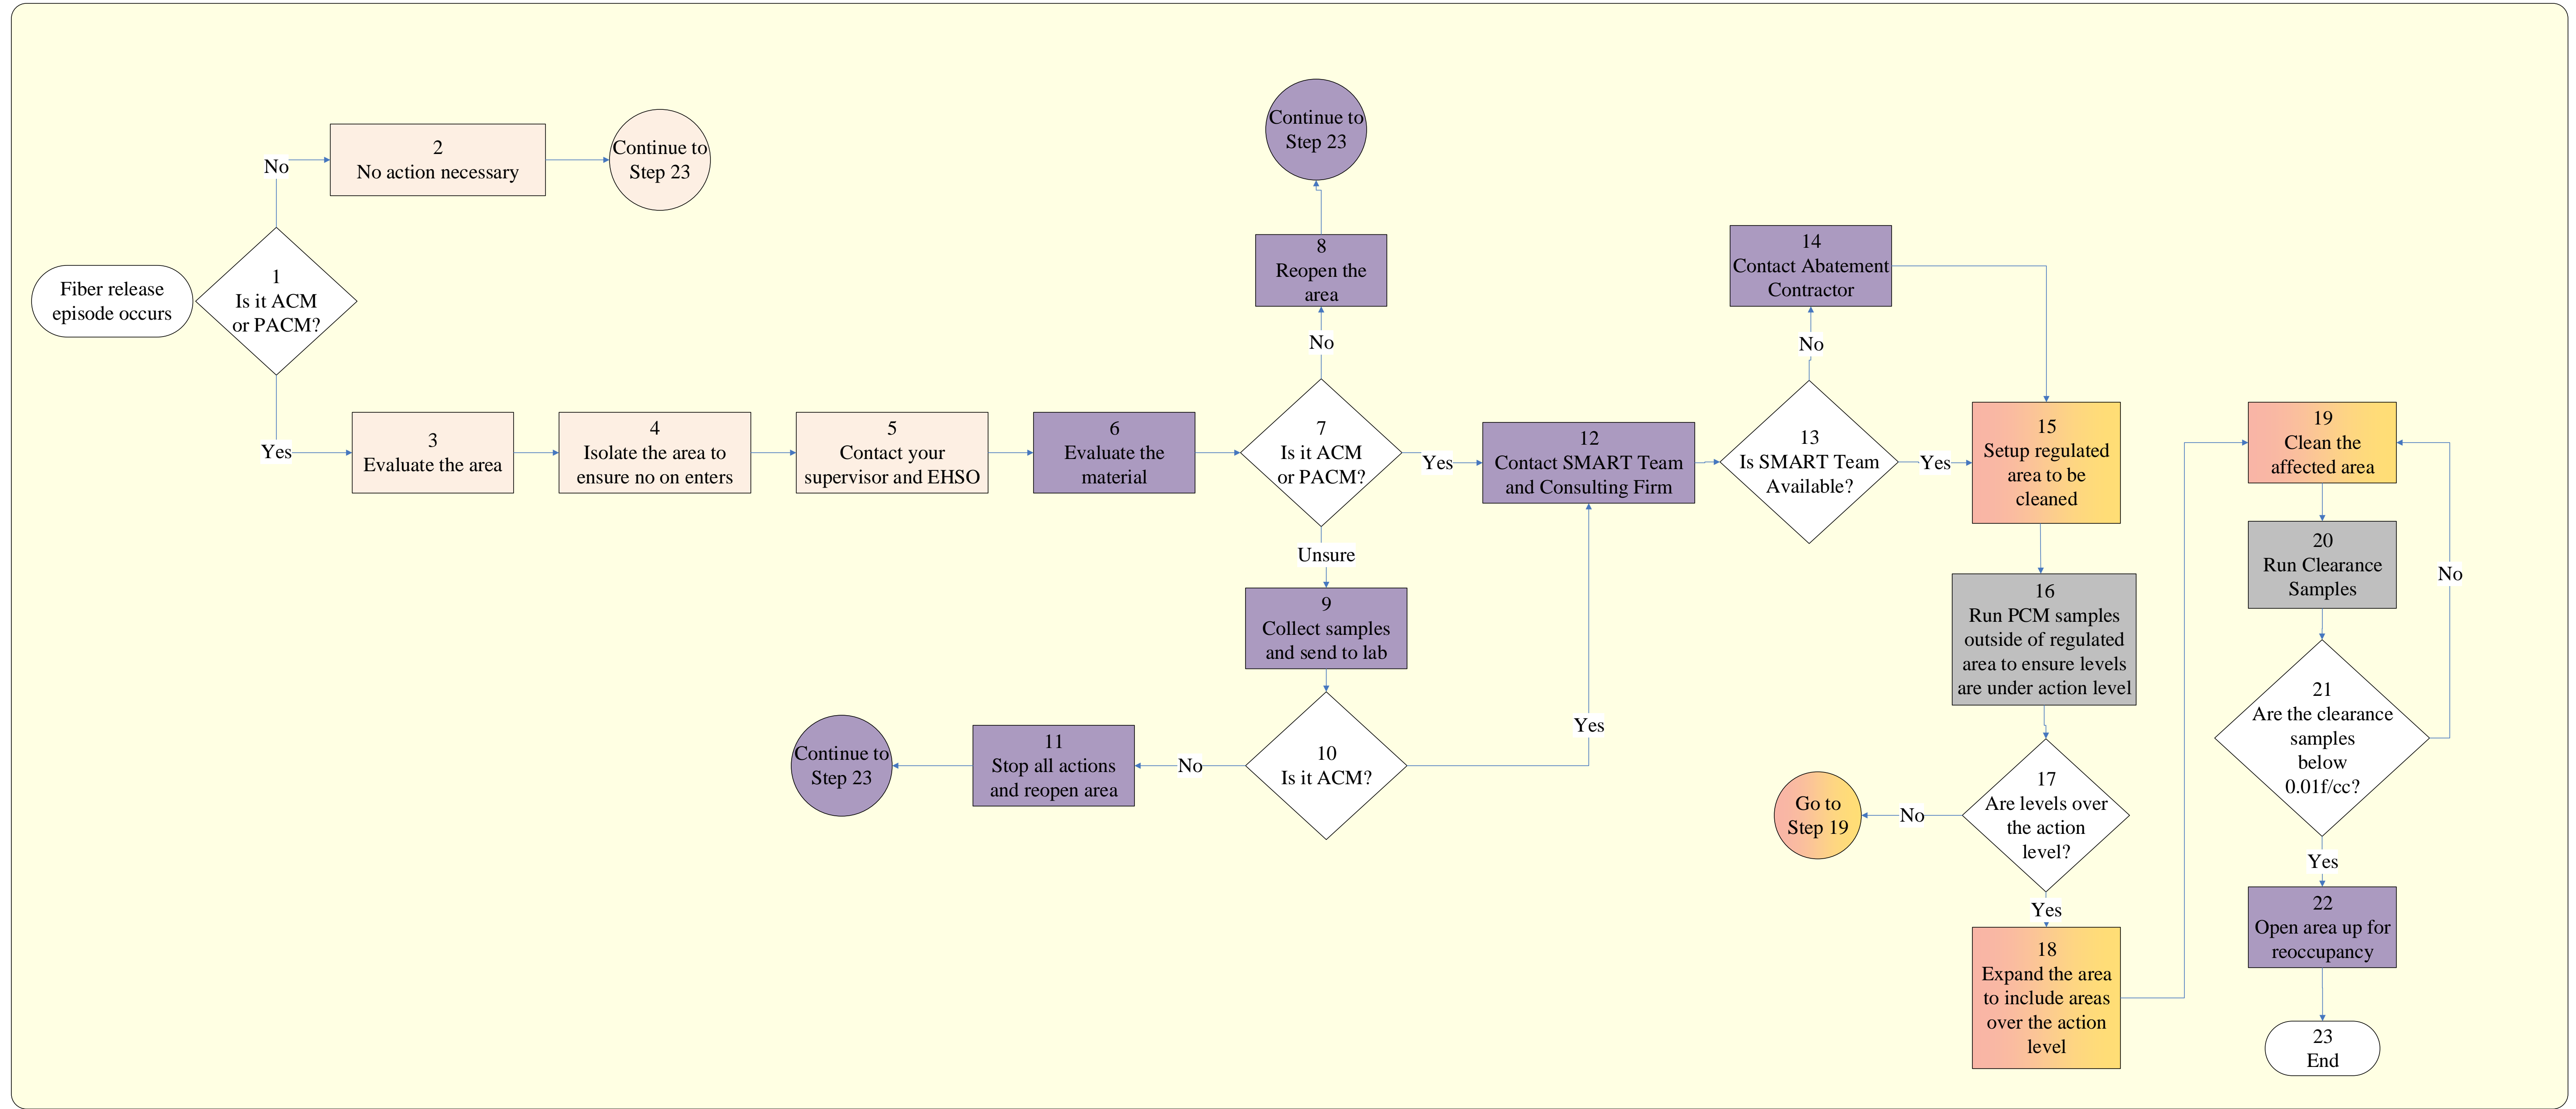 Fiber release
episode occurs
1
Is it ACM
or PACM?
No
2
No action necessary
Continue to
Step 23
Yes
3
Evaluate the area
4
Isolate the area to
ensure no on enters
5
Contact your
supervisor and EHSO
6
Evaluate the
material
7
Is it ACM
or PACM?
No
8
Reopen the
area
Continue to
Step 23
Unsure
9
Collect samples
and send to lab
10
Is it ACM?
No
11
Stop all actions
and reopen area
Continue to
Step 23
Yes
Yes
12
Contact SMART Team
and Consulting Firm
13
Is SMART Team
Available?
No
14
Contact Abatement
Contractor
Yes
15
Setup regulated
area to be
cleaned
16
Run PCM samples
outside of regulated
area to ensure levels
are under action level
17
Are levels over
the action
level?
No
Go to
Step 19
Yes
18
Expand the area
to include areas
over the action
level
19
Clean the
affected area
20
Run Clearance
Samples
21
Are the clearance
samples
below
0.01f/cc?
No
Yes
22
Open area up for
reoccupancy
23
End